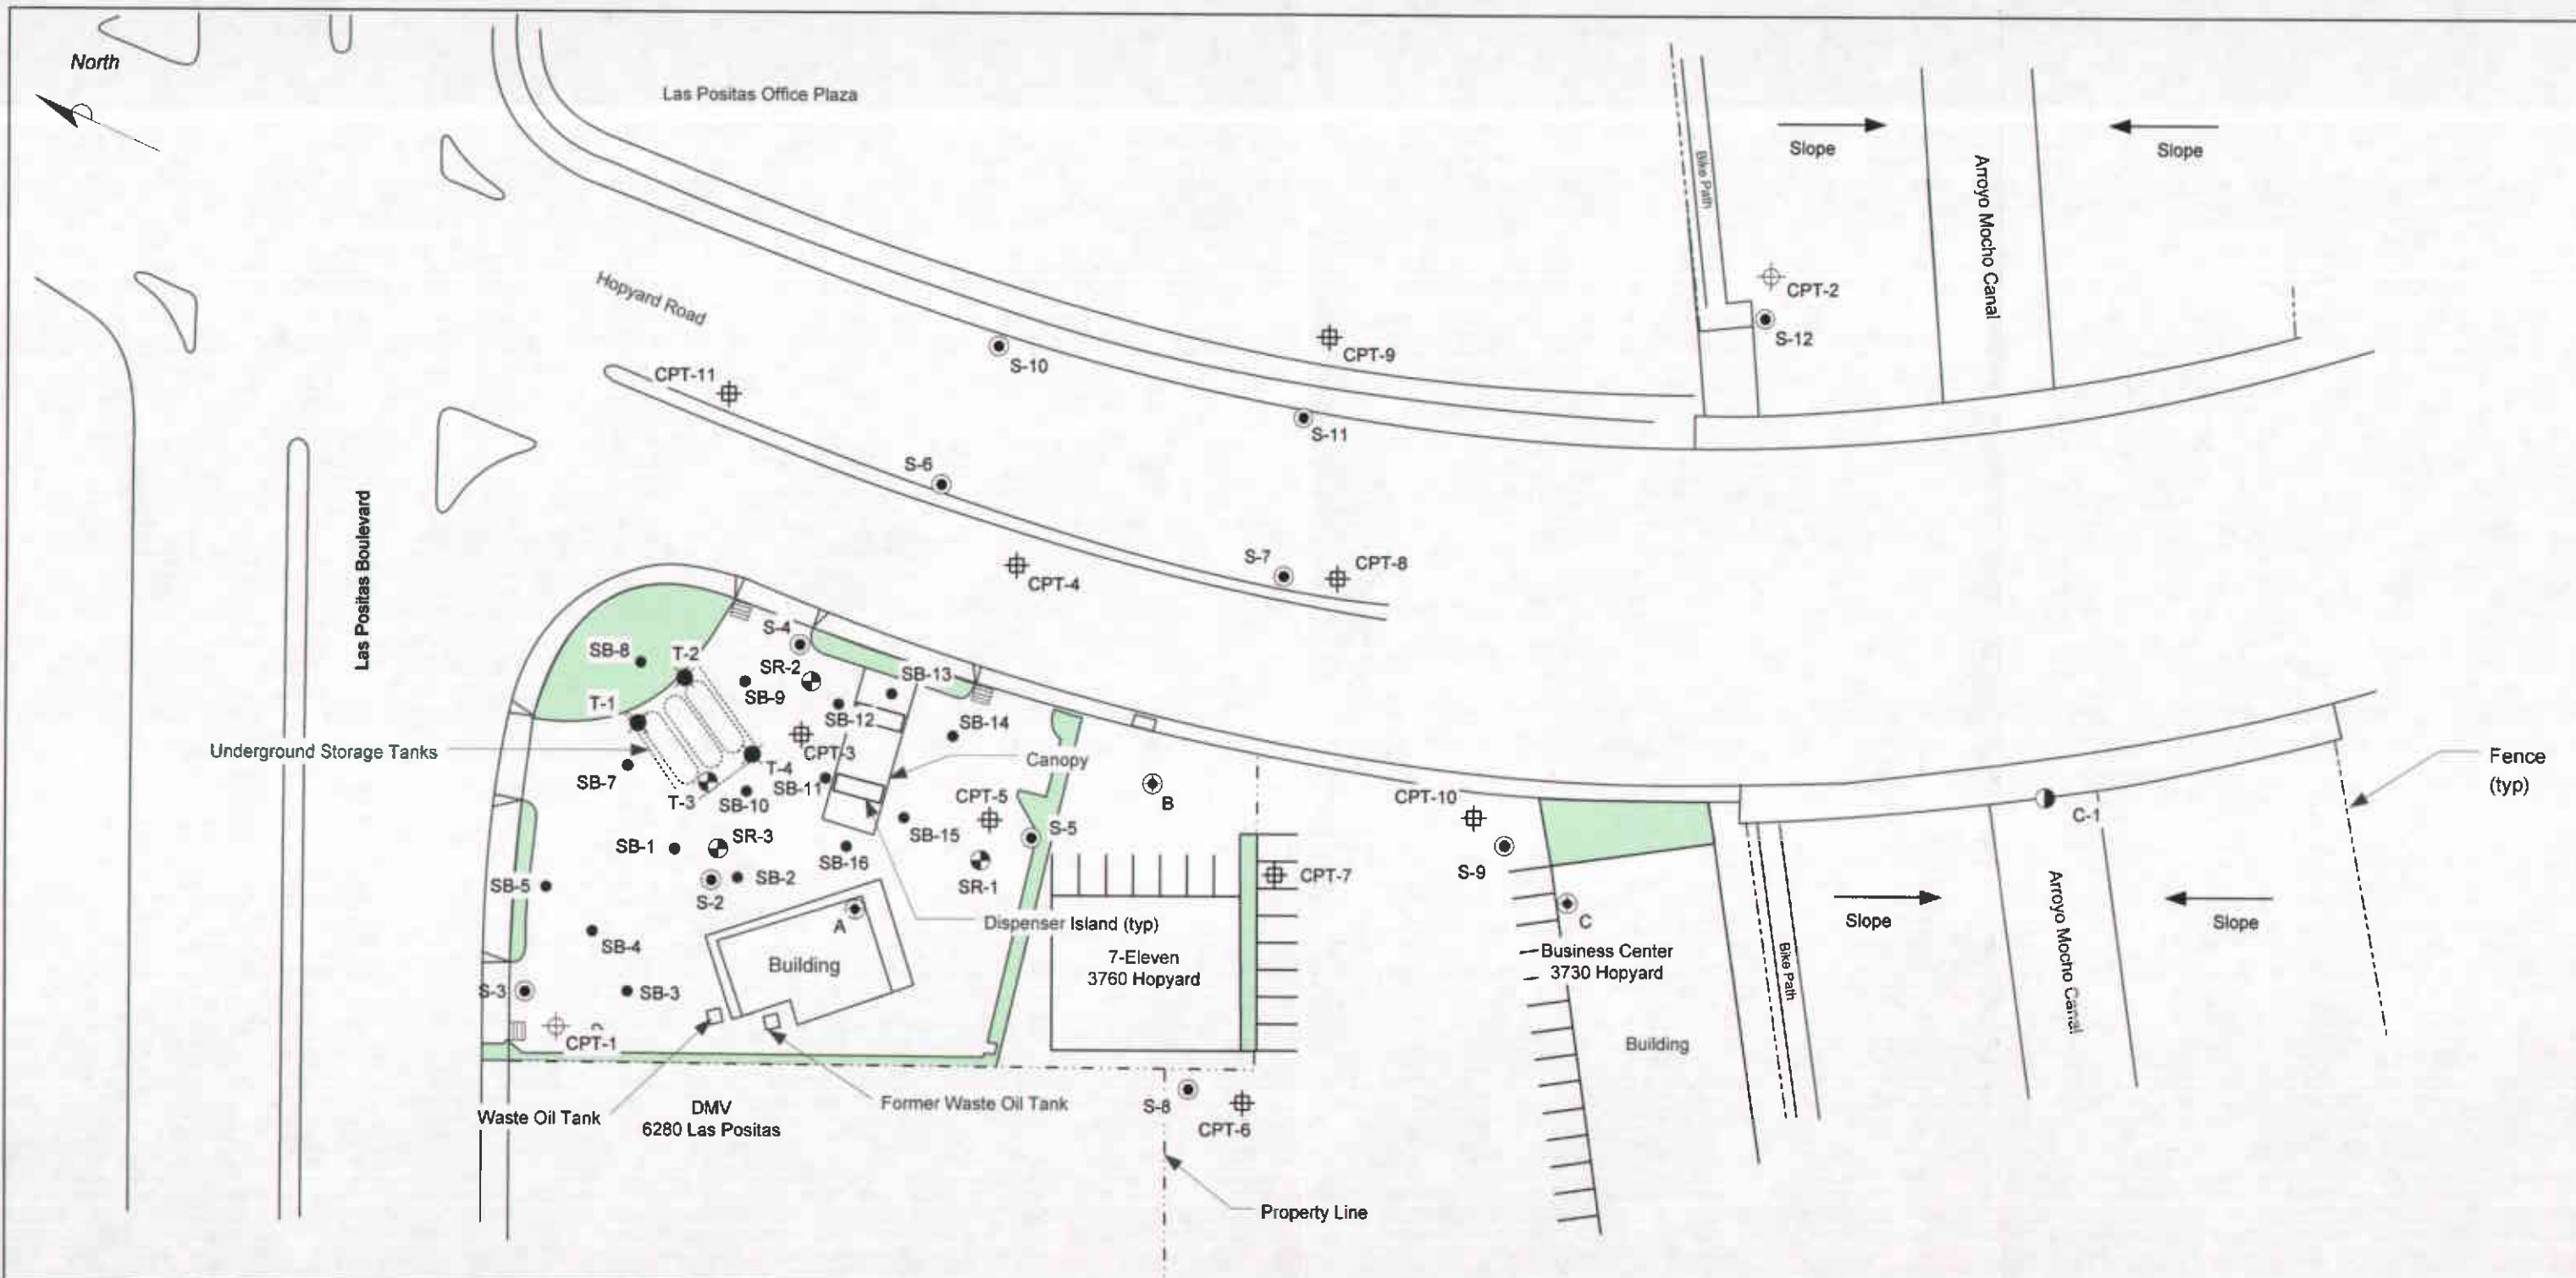 North
Las Positas Office Plaza
Slope
Slope
Bike Path
Arroyo Mocho Canal
Hopyard Road
CPT-2
S-12
CPT-9
S-10
CPT-11
S-11
S-6
S-7
CPT-8
CPT-4
Las Positas Boulevard
S-4
SB-8
T-2
SR-2
SB-9
SB-13
T-1
SB-12
SB-14
CPT-3
Underground Storage Tanks
Canopy
Fence
(typ)
T-4
SB-7
SB-11
T-3
SB-10
CPT-5
B
CPT-10
C-1
S-5
SB-15
SB-1
SR-3
SB-16
S-9
SR-1
CPT-7
SB-5
SB-2
S-2
A
Dispenser Island (typ)
C
Slope
Slope
Arroyo Mocho Canal
SB-4
Building
7-Eleven
3760 Hopyard
Business Center
3730 Hopyard
Bike Path
S-3
SB-3
CPT-1
Building
Waste Oil Tank
DMV
6280 Las Positas
Former Waste Oil Tank
S-8
CPT-6
Property Line